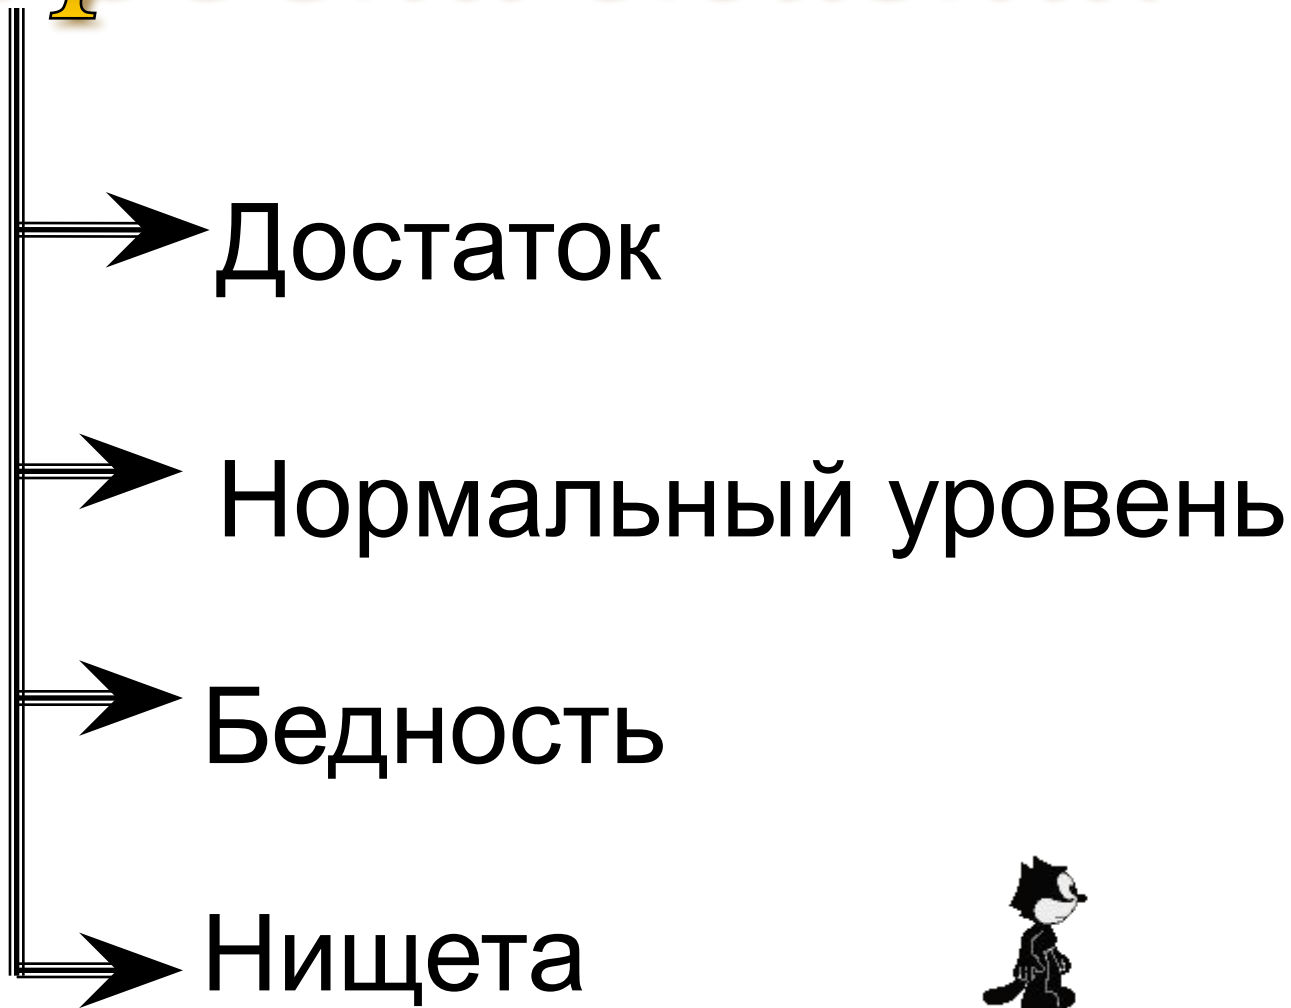 Достаток
Нормальный уровень
Бедность
Нищета